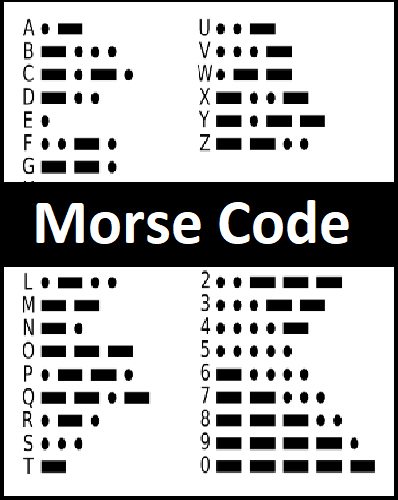 A ● ▬
B ▬ ● ● ●
C ▬ ● ▬ ●
D ▬ ● ●
E ●
F ● ● ▬ ●
G ▬ ▬ ●
U ● ● ▬
V ● ● ● ▬
W ● ▬ ▬
X ▬ ● ● ▬
Y ▬ ● ▬ ▬
Z ▬ ▬ ● ●
Morse Code
L ● ▬ ● ●
M ▬ ▬
N ▬ ●
O ▬ ▬ ▬
P ● ▬ ▬ ●
Q ▬ ▬ ● ▬
R ● ▬ ●
S ● ● ●
T ▬
2 ● ● ▬ ▬ ▬
3 ● ● ● ▬ ▬
4 ● ● ● ● ▬
5 ● ● ● ● ●
6 ▬ ● ● ● ●
7 ▬ ▬ ● ● ●
8 ▬ ▬ ▬ ● ●
9 ▬ ▬ ▬ ▬ ●
0 ▬ ▬ ▬ ▬ ▬